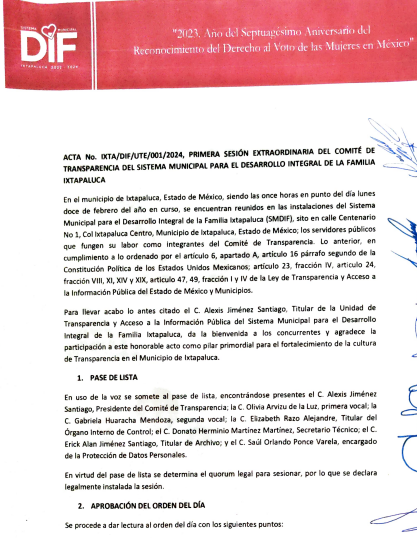 SISTEMA MUNICIPAL
DIF
IXTAPALUCA 2022 - 2024
"2023. Año del Septuagésimo Aniversario del
Reconocimiento del Derecho al Voto de las Mujeres en México"
ACTA No. IXTA/DIF/UTE/001/2024, PRIMERA SESIÓN EXTRAORDINARIA DEL COMITÉ DE
TRANSPARENCIA DEL SISTEMA MUNICIPAL PARA EL DESARROLLO INTEGRAL DE LA FAMILIA
IXTAPALUCA
En el municipio de Ixtapaluca, Estado de México, siendo las once horas en punto del día lunes
doce de febrero del año en curso, se encuentran reunidos en las instalaciones del Sistema
Municipal para el Desarrollo Integral de la Familia Ixtapaluca (SMDIF), sito en calle Centenario
No 1, Col Ixtapaluca Centro, Municipio de Ixtapaluca, Estado de México; los servidores públicos
que fungen su labor como integrantes del Comité de Transparencia. Lo anterior, en
cumplimiento a lo ordenado por el artículo 6, apartado A, artículo 16 párrafo segundo de la
Constitución Política de los Estados Unidos Mexicanos; artículo 23, fracción IV, artículo 24,
fracción VIII, XI, XIV y XIX, artículo 47, 49, fracción I y IV de la Ley de Transparencia y Acceso a
la Información Pública del Estado de México y Municipios.
Para llevar acabo lo antes citado el C. Alexis Jiménez Santiago, Titular de la Unidad de
Transparencia y Acceso a la Información Pública del Sistema Municipal para el Desarrollo
Integral de la Familia Ixtapaluca, da la bienvenida a los concurrentes y agradece la
participación a este honorable acto como pilar primordial para el fortalecimiento de la cultura
de Transparencia en el Municipio de Ixtapaluca.
1. PASE DE LISTA
En uso de la voz se somete al pase de lista, encontrándose presentes el C. Alexis Jiménez
Santiago, Presidente del Comité de Transparencia; la C. Olivia Arvizu de la Luz, primera vocal; la
C. Gabriela Huaracha Mendoza, segunda vocal; la C. Elizabeth Razo Alejandre, Titular del
Órgano Interno de Control; el C. Donato Herminio Martínez Martínez, Secretario Técnico; el C.
Erick Alan Jiménez Santiago, Titular de Archivo; y el C. Saúl Orlando Ponce Varela, encargado
de la Protección de Datos Personales.
En virtud del pase de lista se determina el quorum legal para sesionar, por lo que se declara
legalmente instalada la sesión.
2. APROBACIÓN DEL ORDEN DEL DÍA
Se procede a dar lectura al orden del día con los siguientes puntos: